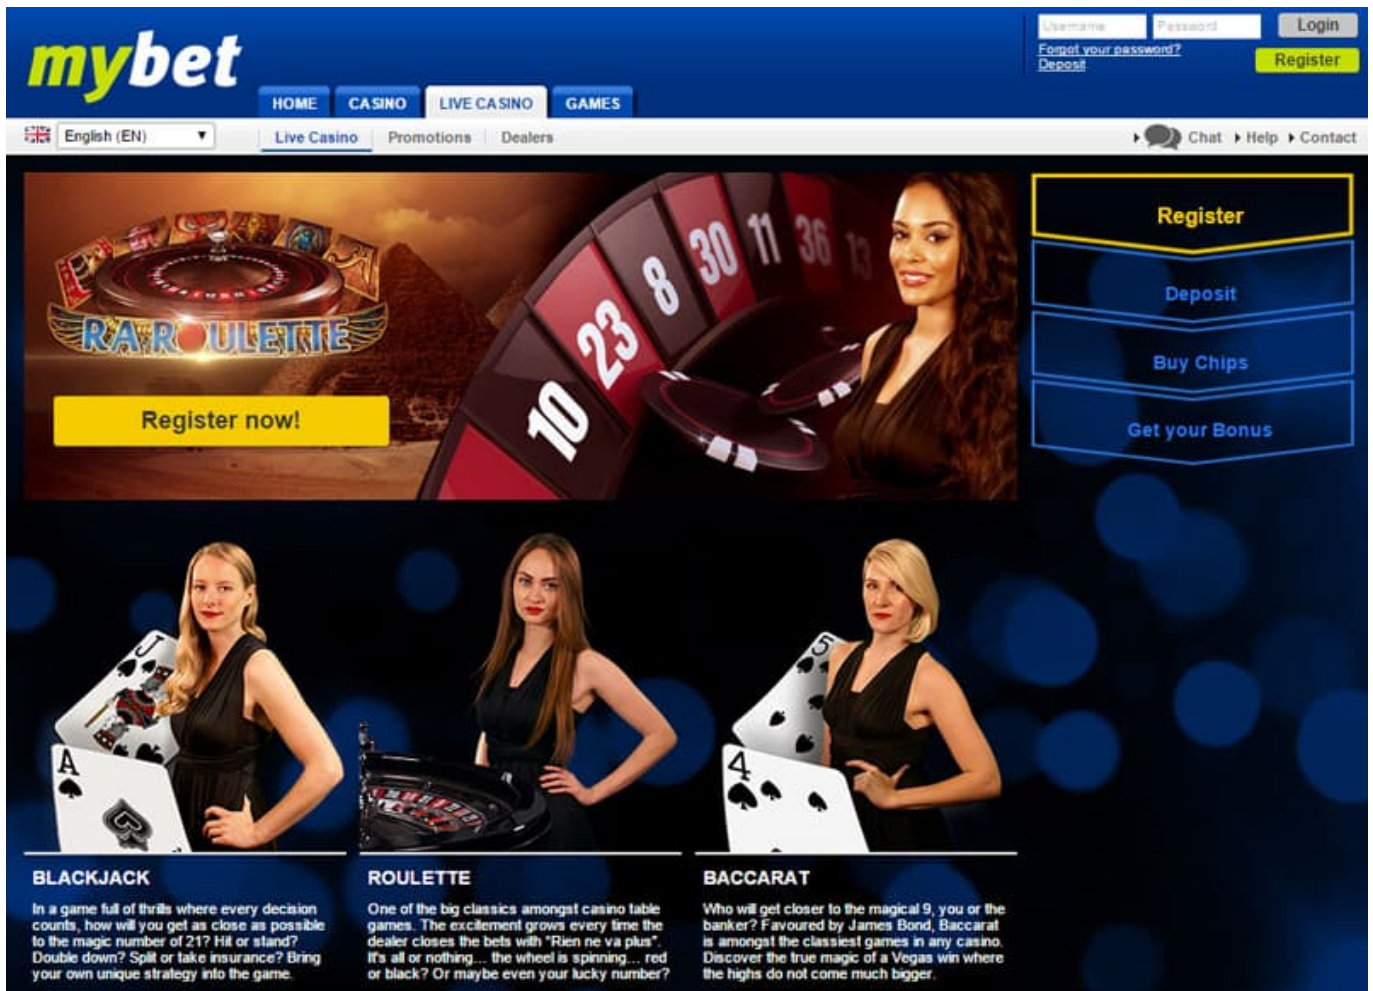 mybet
Username Password Login
Forgot your password?
Deposit
Register
HOME CASINO LIVE CASINO GAMES
English (EN)
Live Casino Promotions Dealers
Chat Help Contact
RA ROULETTE
Register now!
10 23 8 30 11 36 13
Register
Deposit
Buy Chips
Get your Bonus
J
A
5
4
BLACKJACK
In a game full of thrills where every decision
counts, how will you get as close as possible
to the magic number of 21? Hit or stand?
Double down? Split or take insurance? Bring
your own unique strategy into the game.
ROULETTE
One of the big classics amongst casino table
games. The excitement grows every time the
dealer closes the bets with "Rien ne va plus".
It's all or nothing... the wheel is spinning... red
or black? Or maybe even your lucky number?
BACCARAT
Who will get closer to the magical 9, you or the
banker? Favoured by James Bond, Baccarat
is amongst the classiest games in any casino.
Discover the true magic of a Vegas win where
the highs do not come much bigger.